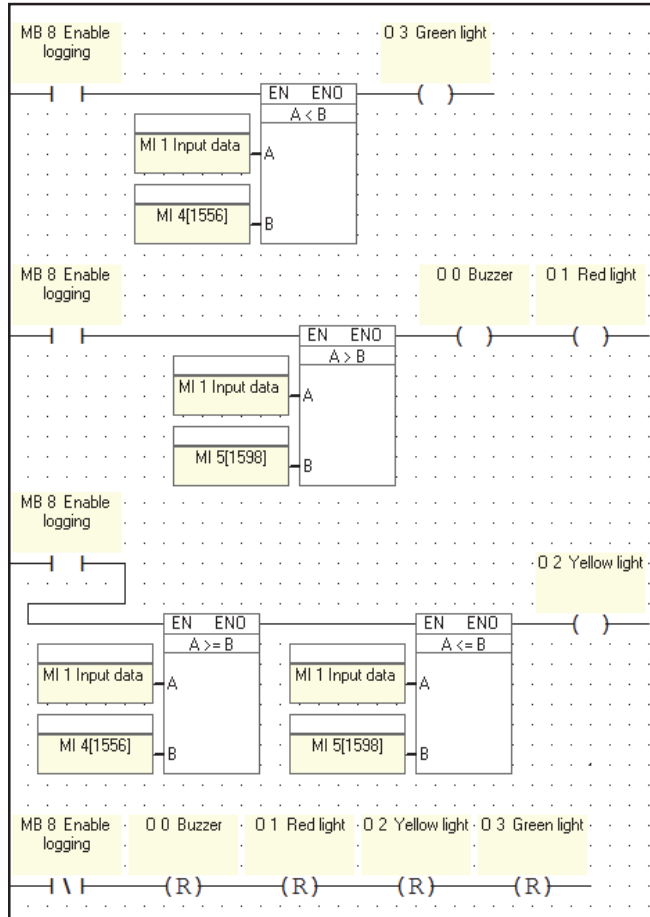 MB 8 Enable
logging
O 3 Green light
EN ENO
A < B
MI 1 Input data
A
MI 4[1556]
B
MB 8 Enable
logging
O 0 Buzzer
O 1 Red light
EN ENO
A > B
MI 1 Input data
A
MI 5[1598]
B
MB 8 Enable
logging
O 2 Yellow light
EN ENO
EN ENO
A >= B
A <= B
MI 1 Input data
A
MI 1 Input data
A
MI 4[1556]
B
MI 5[1598]
B
MB 8 Enable
logging
O 0 Buzzer
O 1 Red light
O 2 Yellow light
O 3 Green light
(R)
(R)
(R)
(R)